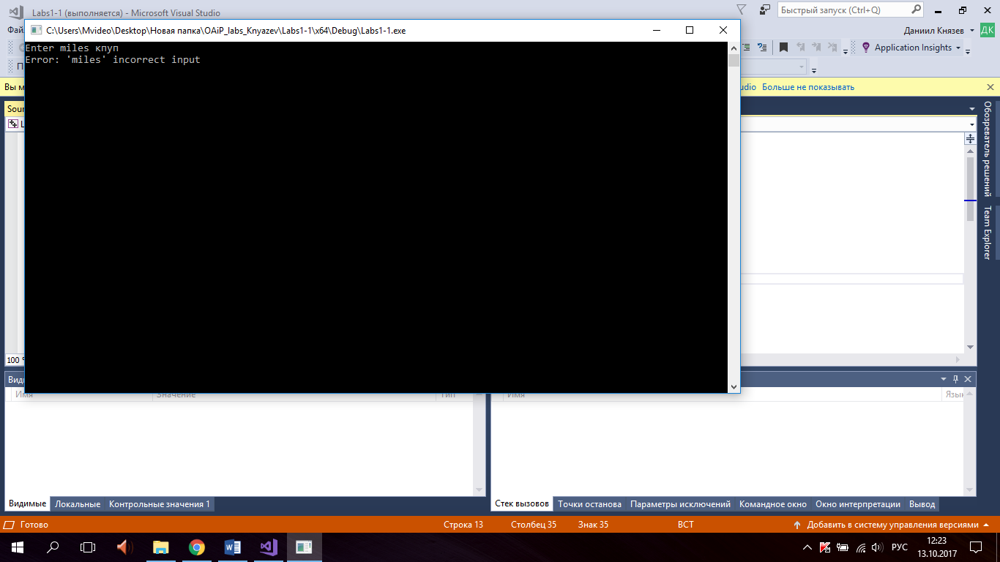 Labs1-1 (выполняется) - Microsoft Visual Studio
Быстрый запуск (Ctrl+Q)
C:\Users\Mvideo\Desktop\Новая папка\OAiP_labs_Knyazev\Labs1-1\x64\Debug\Labs1-1.exe
Даниил Князев
ДК
Enter miles кпуп
Error: 'miles' incorrect input
Application Insights
Вы
Больше не показывать
Обозреватель решений
Team Explorer
100 %
Имя Значение Тип
Имя Язык
Видимые Локальные Контрольные значения 1
Стек вызовов Точки останова Параметры исключений Командное окно Окно интерпретации Вывод
Готово Строка 13 Столбец 35 Знак 35 ВСТ Добавить в систему управления версиями
РУС
12:23
13.10.2017